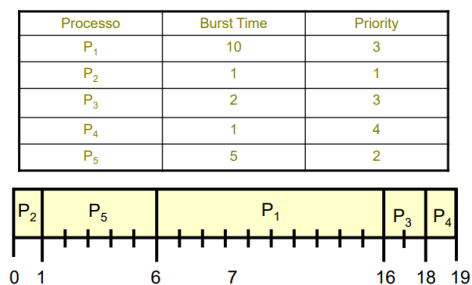 Processo Burst Time Priority
P₁ 10 3
P₂ 1 1
P₃ 2 3
P₄ 1 4
P₅ 5 2
P₂ P₅ P₁ P₃ P₄
0 1 6 7 16 18 19